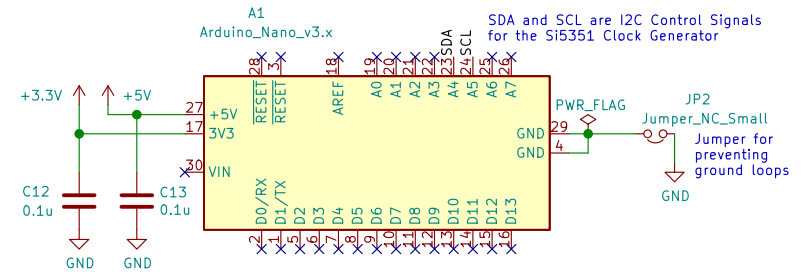 A1
Arduino_Nano_v3.x
SDA and SCL are I2C Control Signals
for the Si5351 Clock Generator
28 3 18 19 20 21 22 23 SDA 24 SCL 25 26
RESET RESET AREF A0 A1 A2 A3 A4 A5 A6 A7
+3.3V +5V
27 +5V
17 3V3
30 VIN
PWR_FLAG
29 GND
4 GND
JP2
Jumper_NC_Small
Jumper for
preventing
ground loops
GND
C12
0.1u
C13
0.1u
GND GND
D0/RX D1/TX D2 D3 D4 D5 D6 D7 D8 D9 D10 D11 D12 D13
2 1 5 6 7 8 9 10 11 12 13 14 15 16